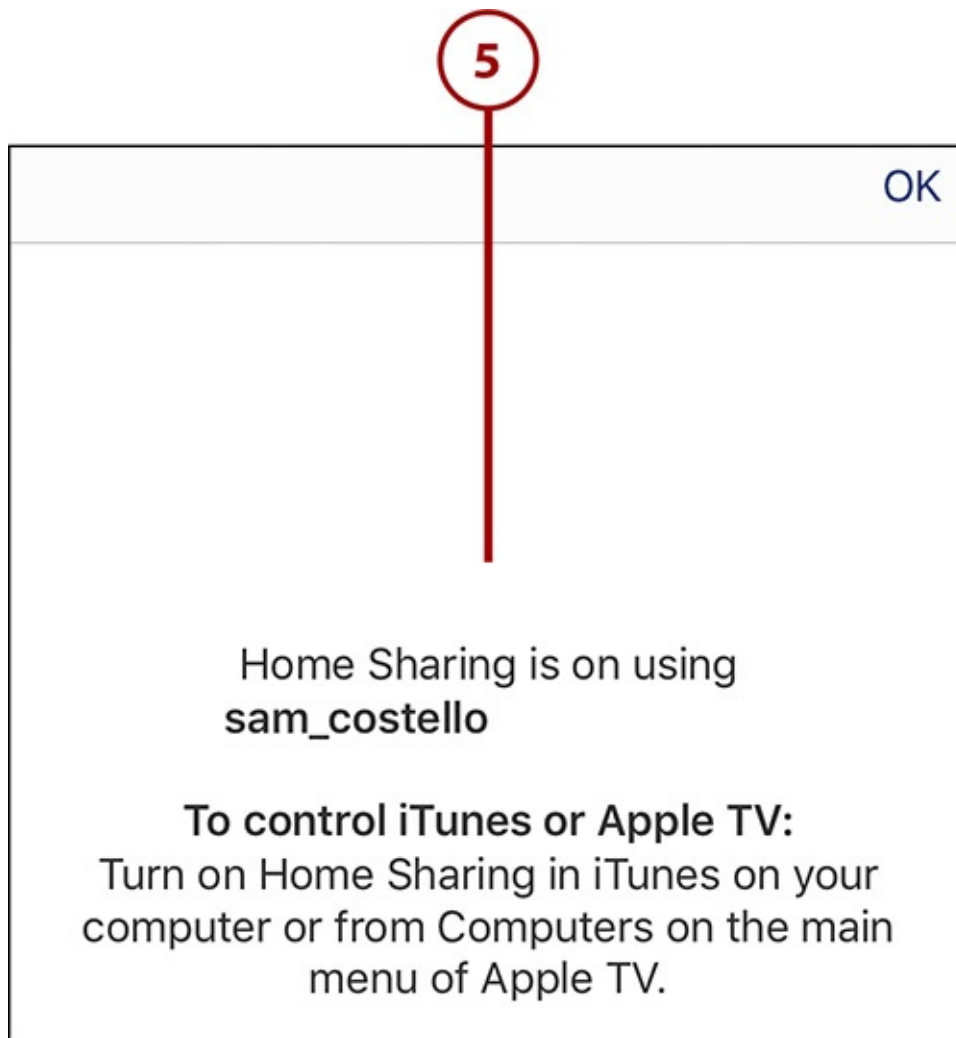 5
OK
Home Sharing is on using
sam_costello
To control iTunes or Apple TV:
Turn on Home Sharing in iTunes on your
computer or from Computers on the main
menu of Apple TV.